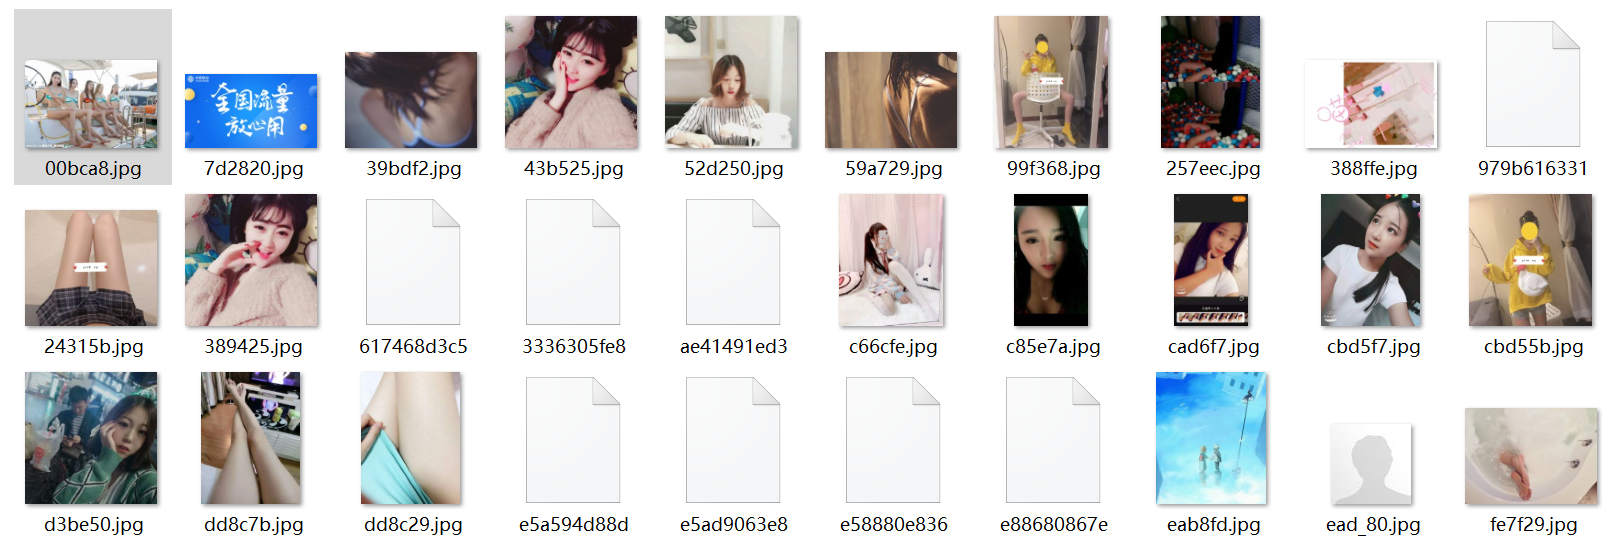 全国流量
放心用
喵
00bca8.jpg
7d2820.jpg
39bdf2.jpg
43b525.jpg
52d250.jpg
59a729.jpg
99f368.jpg
257eec.jpg
388ffe.jpg
979b616331
24315b.jpg
389425.jpg
617468d3c5
3336305fe8
ae41491ed3
c66cfe.jpg
c85e7a.jpg
cad6f7.jpg
cbd5f7.jpg
cbd55b.jpg
d3be50.jpg
dd8c7b.jpg
dd8c29.jpg
e5a594d88d
e5ad9063e8
e58880e836
e88680867e
eab8fd.jpg
ead_80.jpg
fe7f29.jpg